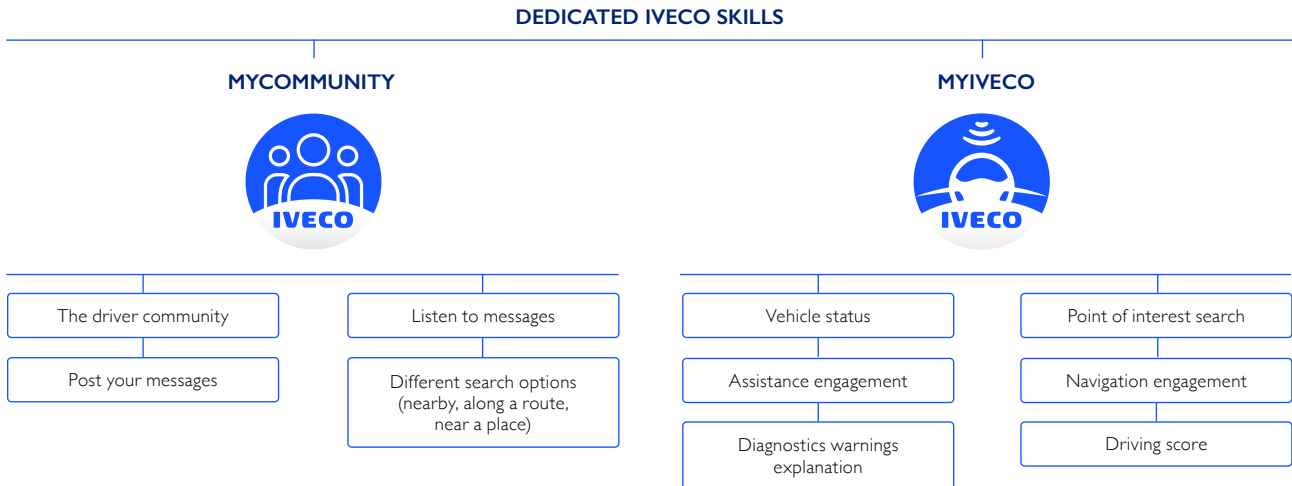 DEDICATED IVECO SKILLS
MYCOMMUNITY
IVECO
The driver community
Post your messages
Listen to messages
Different search options
(nearby, along a route,
near a place)
MYIVECO
IVECO
Vehicle status
Assistance engagement
Diagnostics warnings
explanation
Point of interest search
Navigation engagement
Driving score